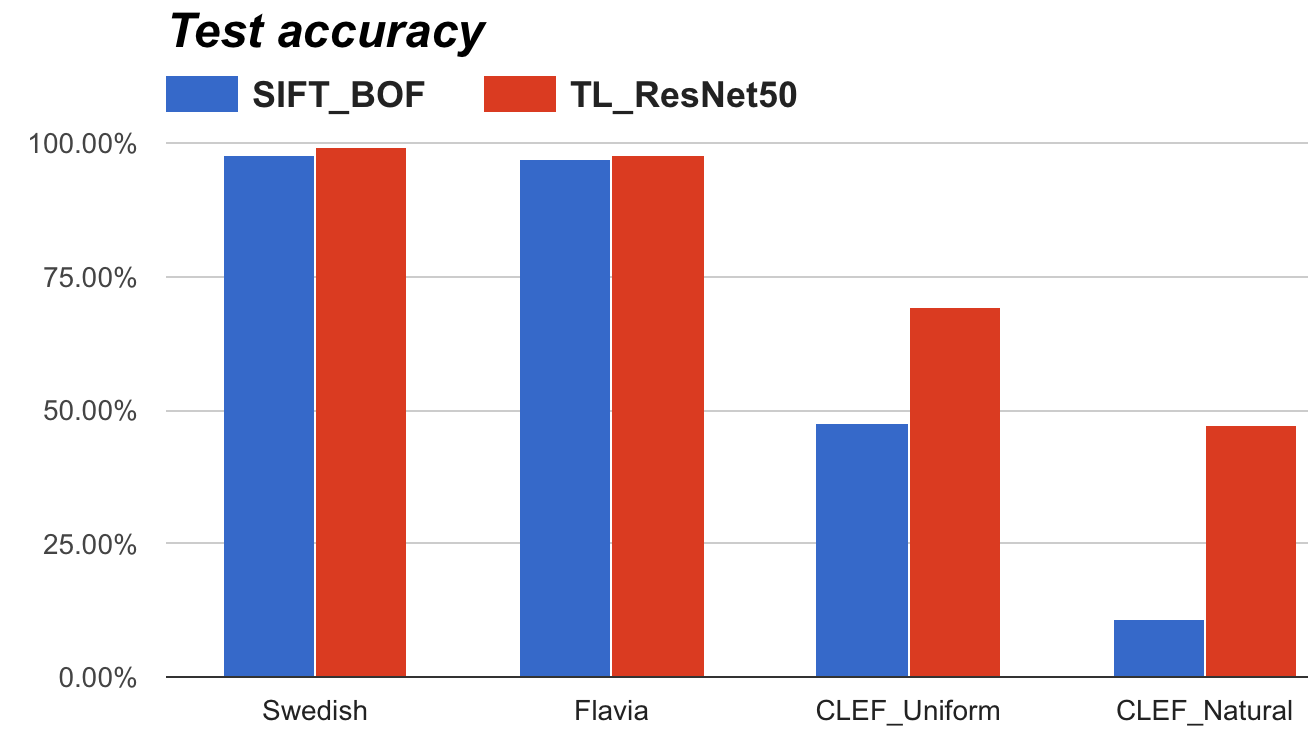 Test accuracy
SIFT_BOF TL_ResNet50
100.00%
75.00%
50.00%
25.00%
0.00%
Swedish Flavia CLEF_Uniform CLEF_Natural